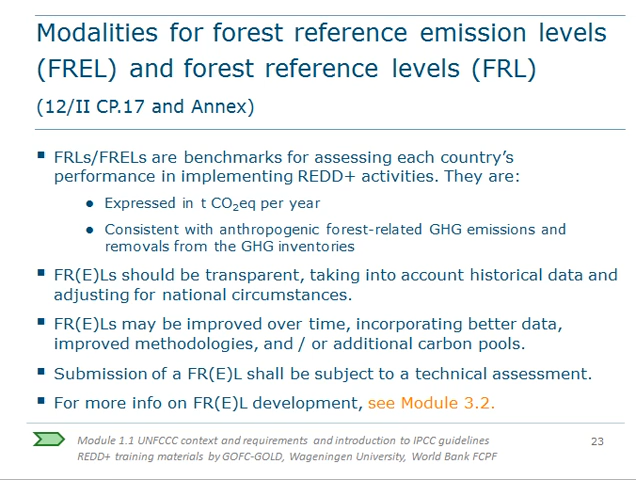 Modalities for forest reference emission levels
(FREL) and forest reference levels (FRL)
(12/II CP.17 and Annex)
▪ FRLs/FRELs are benchmarks for assessing each country's
performance in implementing REDD+ activities. They are:
● Expressed in t CO₂eq per year
● Consistent with anthropogenic forest-related GHG emissions and
removals from the GHG inventories
▪ FR(E)Ls should be transparent, taking into account historical data and
adjusting for national circumstances.
▪ FR(E)Ls may be improved over time, incorporating better data,
improved methodologies, and / or additional carbon pools.
▪ Submission of a FR(E)L shall be subject to a technical assessment.
▪ For more info on FR(E)L development, see Module 3.2.
Module 1.1 UNFCCC context and requirements and introduction to IPCC guidelines
REDD+ training materials by GOFC-GOLD, Wageningen University, World Bank FCPF
23